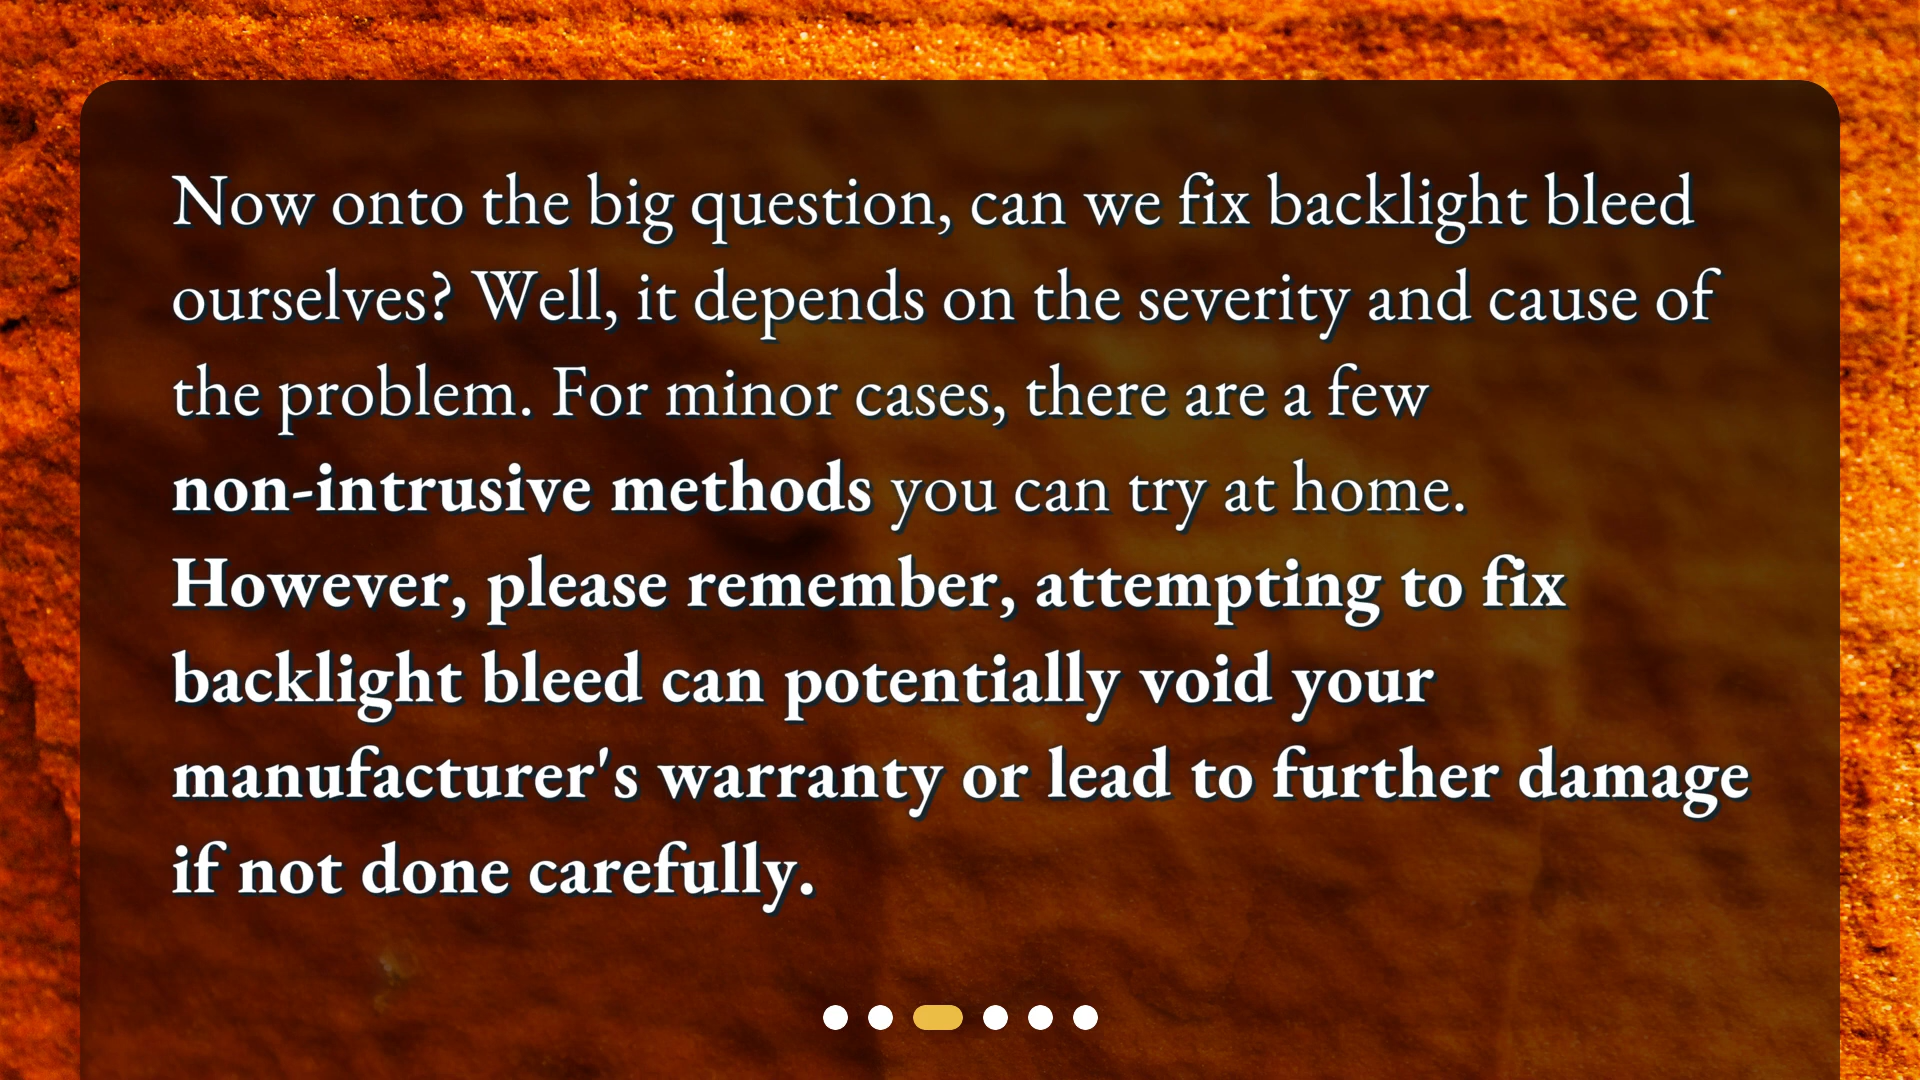 Now onto the big question, can we fix backlight bleed
ourselves? Well, it depends on the severity and cause of
the problem. For minor cases, there are a few
non-intrusive methods you can try at home.
However, please remember, attempting to fix
backlight bleed can potentially void your
manufacturer's warranty or lead to further damage
if not done carefully.